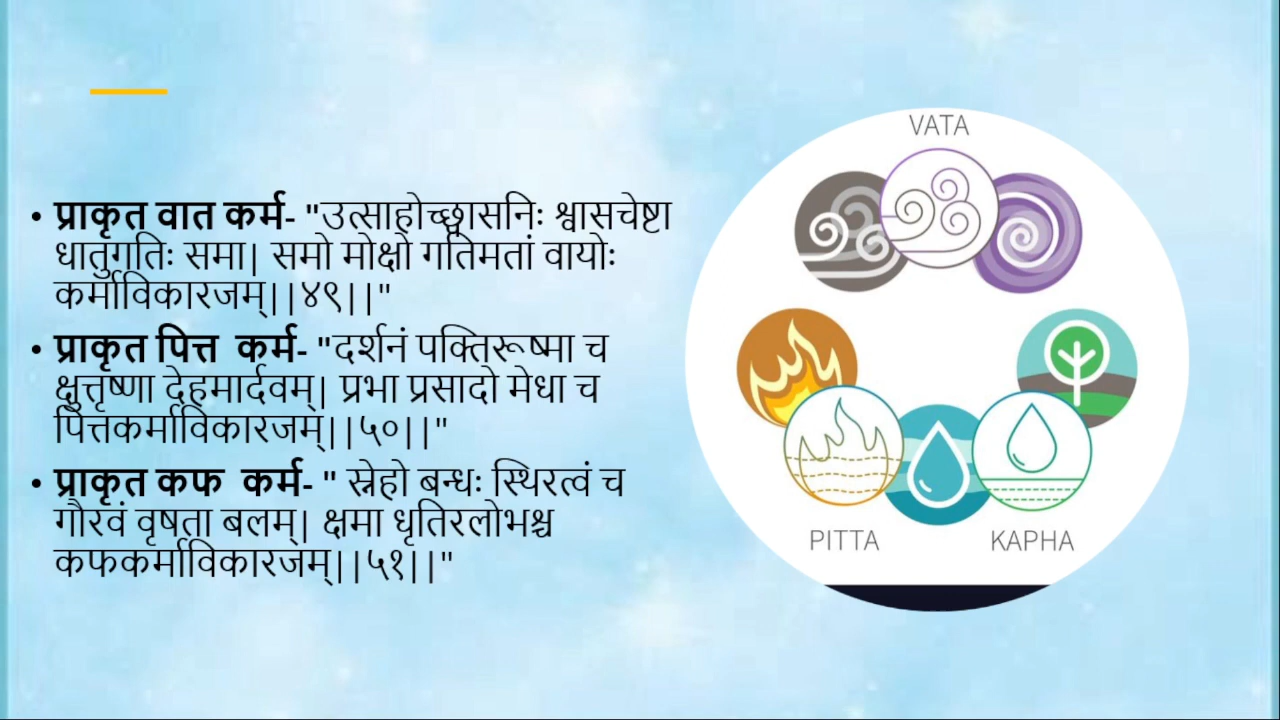 • प्राकृत वात कर्म- "उत्साहोच्छ्वासनिः श्वासचेष्टा
धातुगतिः समा| समो मोक्षो गतिमतां वायोः
कर्माविकारजम्||४९||"
• प्राकृत पित्त  कर्म- "दर्शनं पक्तिरूष्मा च
क्षुत्तृष्णा देहमार्दवम्| प्रभा प्रसादो मेधा च
पित्तकर्माविकारजम्||५०||"
• प्राकृत कफ  कर्म- " स्नेहो बन्धः स्थिरत्वं च
गौरवं वृषता बलम्| क्षमा धृतिरलोभश्च
कफकर्माविकारजम्||५१||"
VATA
PITTA
KAPHA